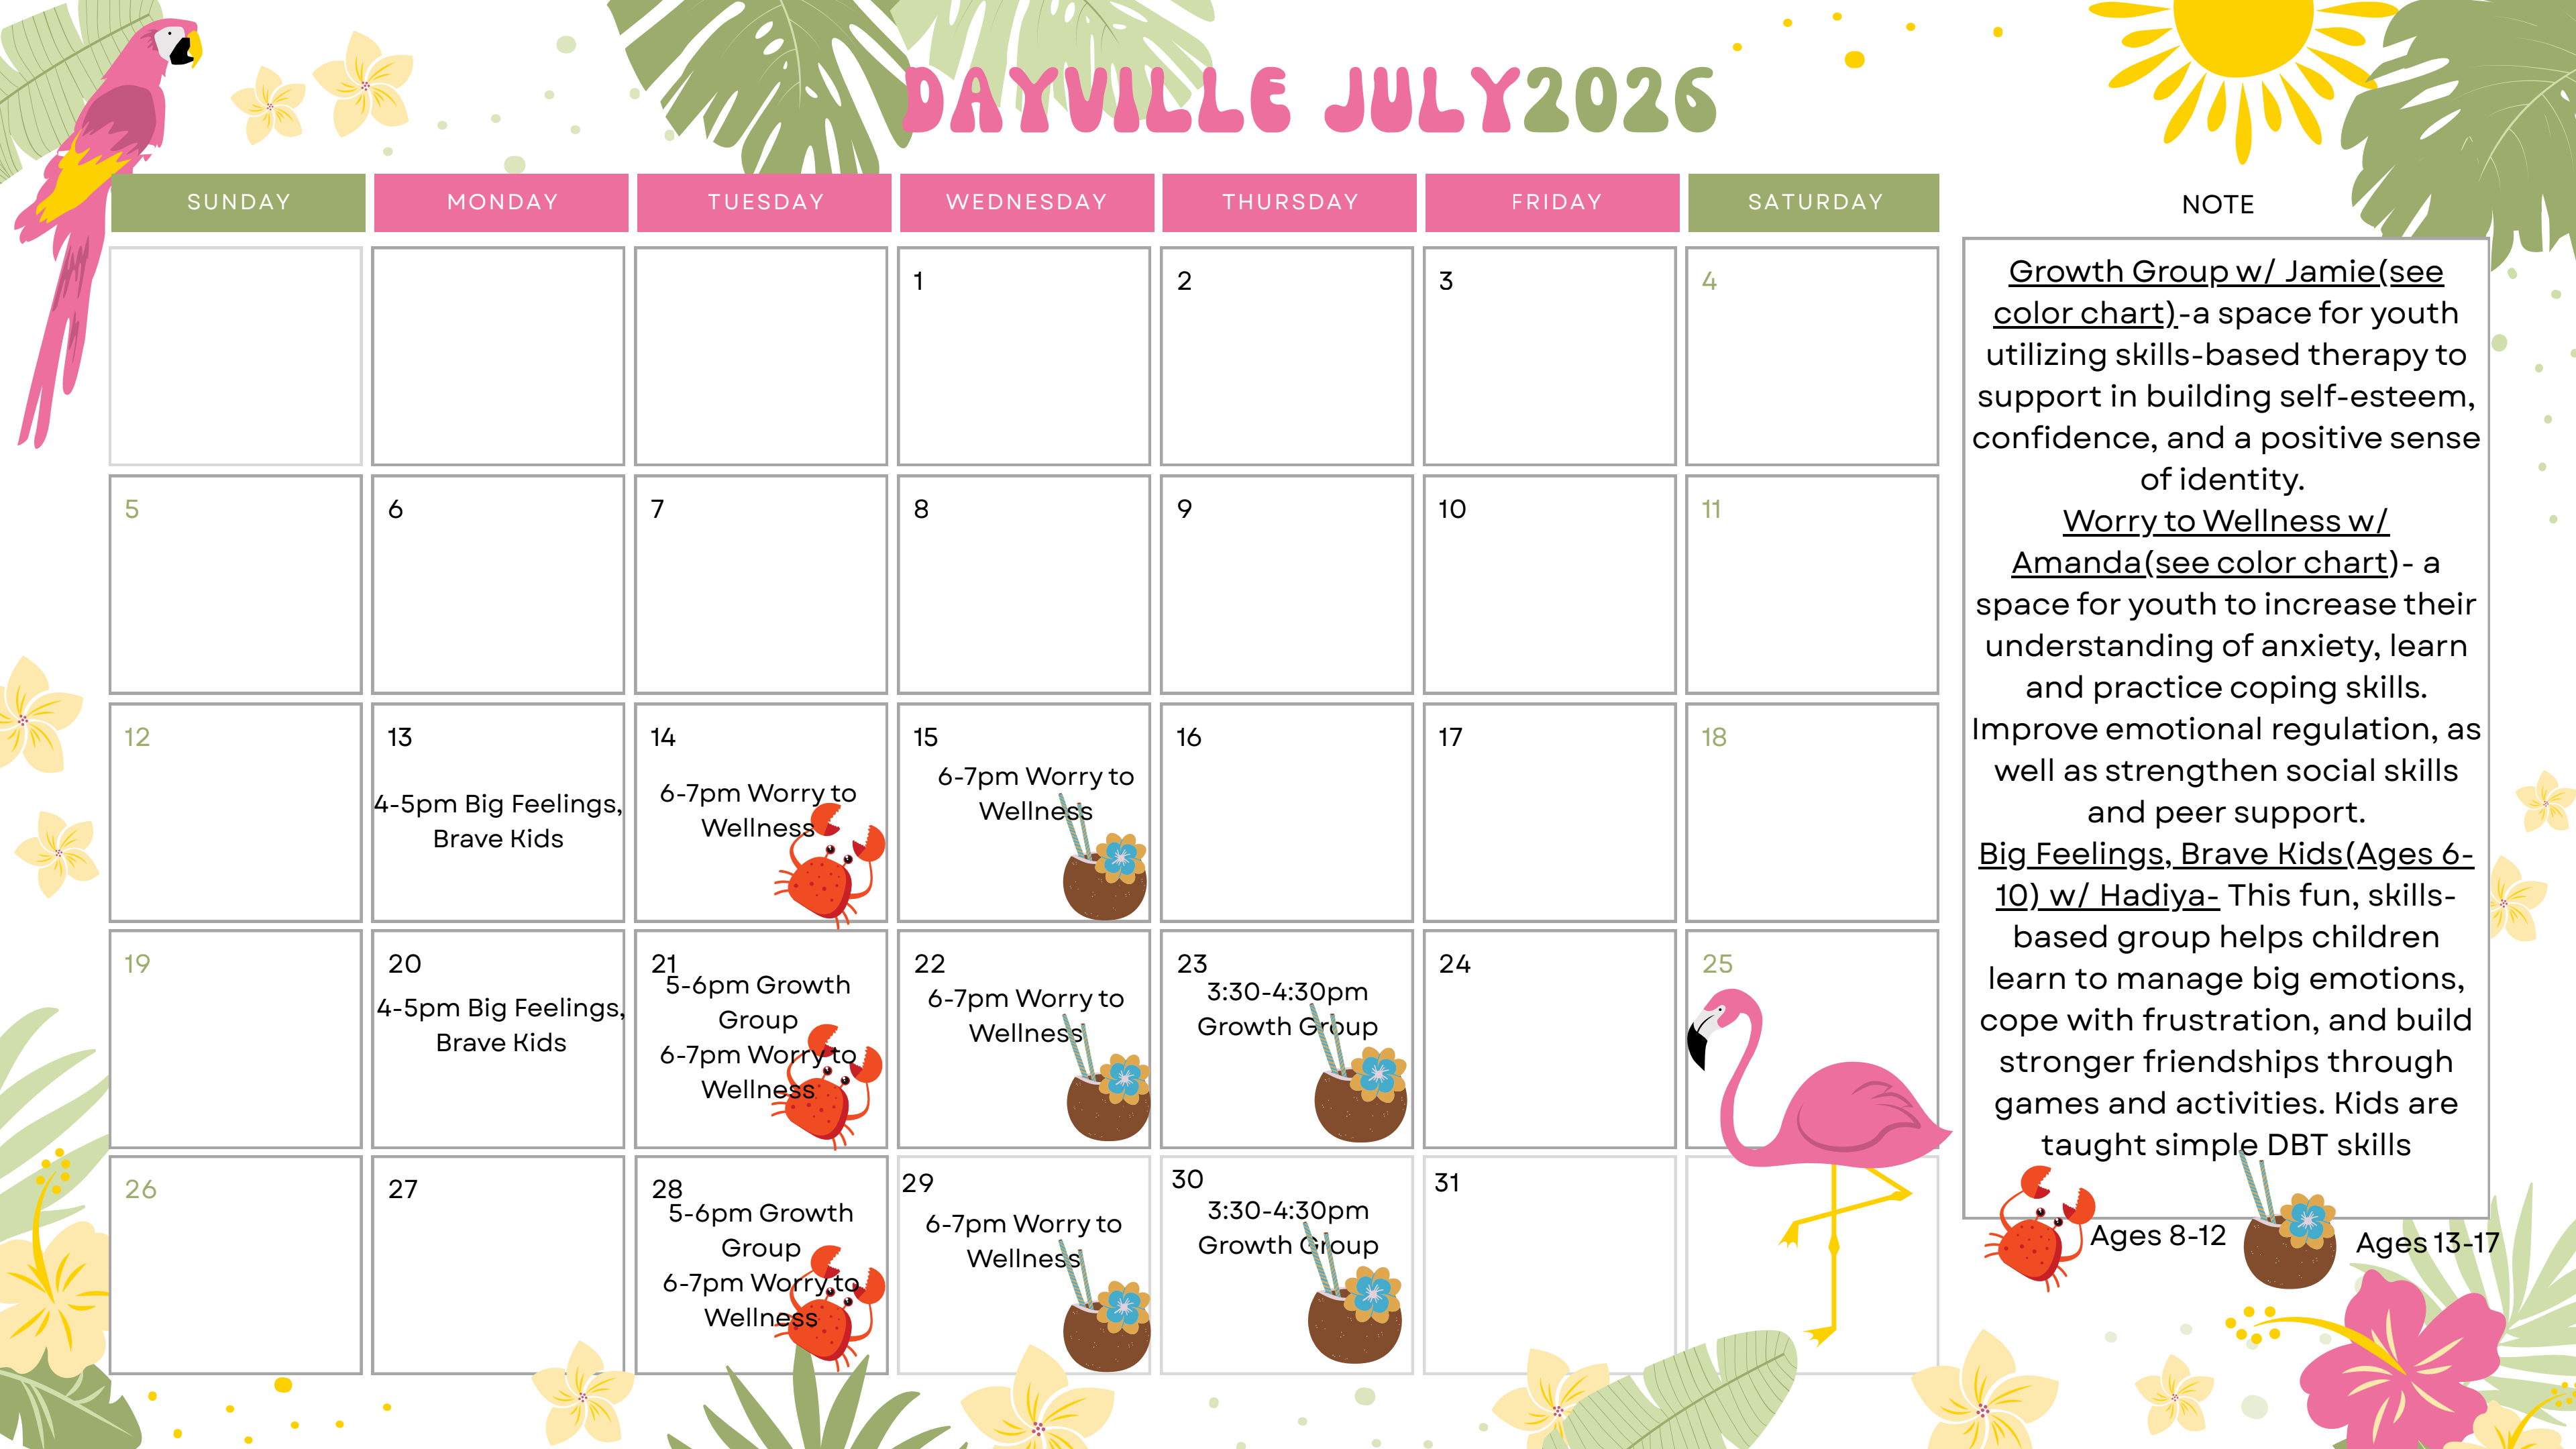 DAYVILLE JULY2026
SUNDAY MONDAY TUESDAY WEDNESDAY THURSDAY FRIDAY SATURDAY
1 2 3 4
5 6 7 8 9 10 11
12 13 14 15 16 17 18
4-5pm Big Feelings,
Brave Kids
6-7pm Worry to
Wellness
6-7pm Worry to
Wellness
19 20 21 22 23 24 25
4-5pm Big Feelings,
Brave Kids
5-6pm Growth
Group
6-7pm Worry to
Wellness
6-7pm Worry to
Wellness
3:30-4:30pm
Growth Group
26 27 28 29 30 31
5-6pm Growth
Group
6-7pm Worry to
Wellness
6-7pm Worry to
Wellness
3:30-4:30pm
Growth Group
NOTE
Growth Group w/ Jamie(see
color chart)-a space for youth
utilizing skills-based therapy to
support in building self-esteem,
confidence, and a positive sense
of identity.
Worry to Wellness w/
Amanda(see color chart)- a
space for youth to increase their
understanding of anxiety, learn
and practice coping skills.
Improve emotional regulation, as
well as strengthen social skills
and peer support.
Big Feelings, Brave Kids(Ages 6-
10) w/ Hadiya- This fun, skills-
based group helps children
learn to manage big emotions,
cope with frustration, and build
stronger friendships through
games and activities. Kids are
taught simple DBT skills
Ages 8-12
Ages 13-17